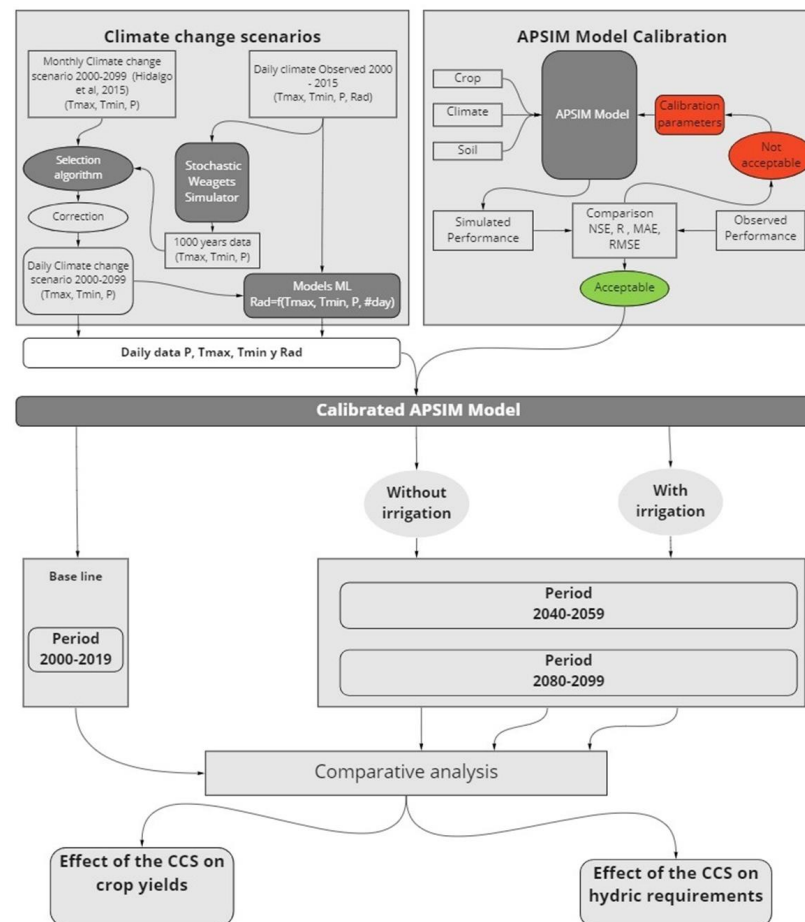 Climate change scenarios
Monthly Climate change
scenario 2000-2099 (Hidalgo
et al, 2015)
(Tmax, Tmin, P)
Daily climate Observed 2000
- 2015
(Tmax, Tmin, P, Rad)
Selection
algorithm
Stochastic
Weagets
Simulator
Correction
1000 years data
(Tmax, Tmin, P)
Daily Climate change
scenario 2000-2099
(Tmax, Tmin, P)
Models ML
Rad=f(Tmax, Tmin, P, #day)
Daily data P, Tmax, Tmin y Rad
APSIM Model Calibration
Crop
Climate
Soil
APSIM Model
Calibration
parameters
Not
acceptable
Simulated
Performance
Comparison
NSE, R , MAE,
RMSE
Observed
Performance
Acceptable
Calibrated APSIM Model
Without
irrigation
With
irrigation
Base line
Period
2000-2019
Period
2040-2059
Period
2080-2099
Comparative analysis
Effect of the CCS on
crop yields
Effect of the CCS on
hydric requirements